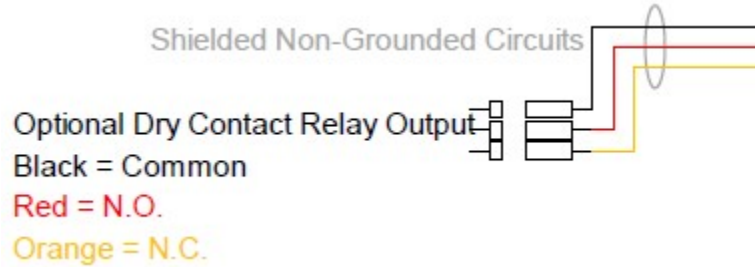 Shielded Non-Grounded Circuits
Optional Dry Contact Relay Output
Black = Common
Red = N.O.
Orange = N.C.